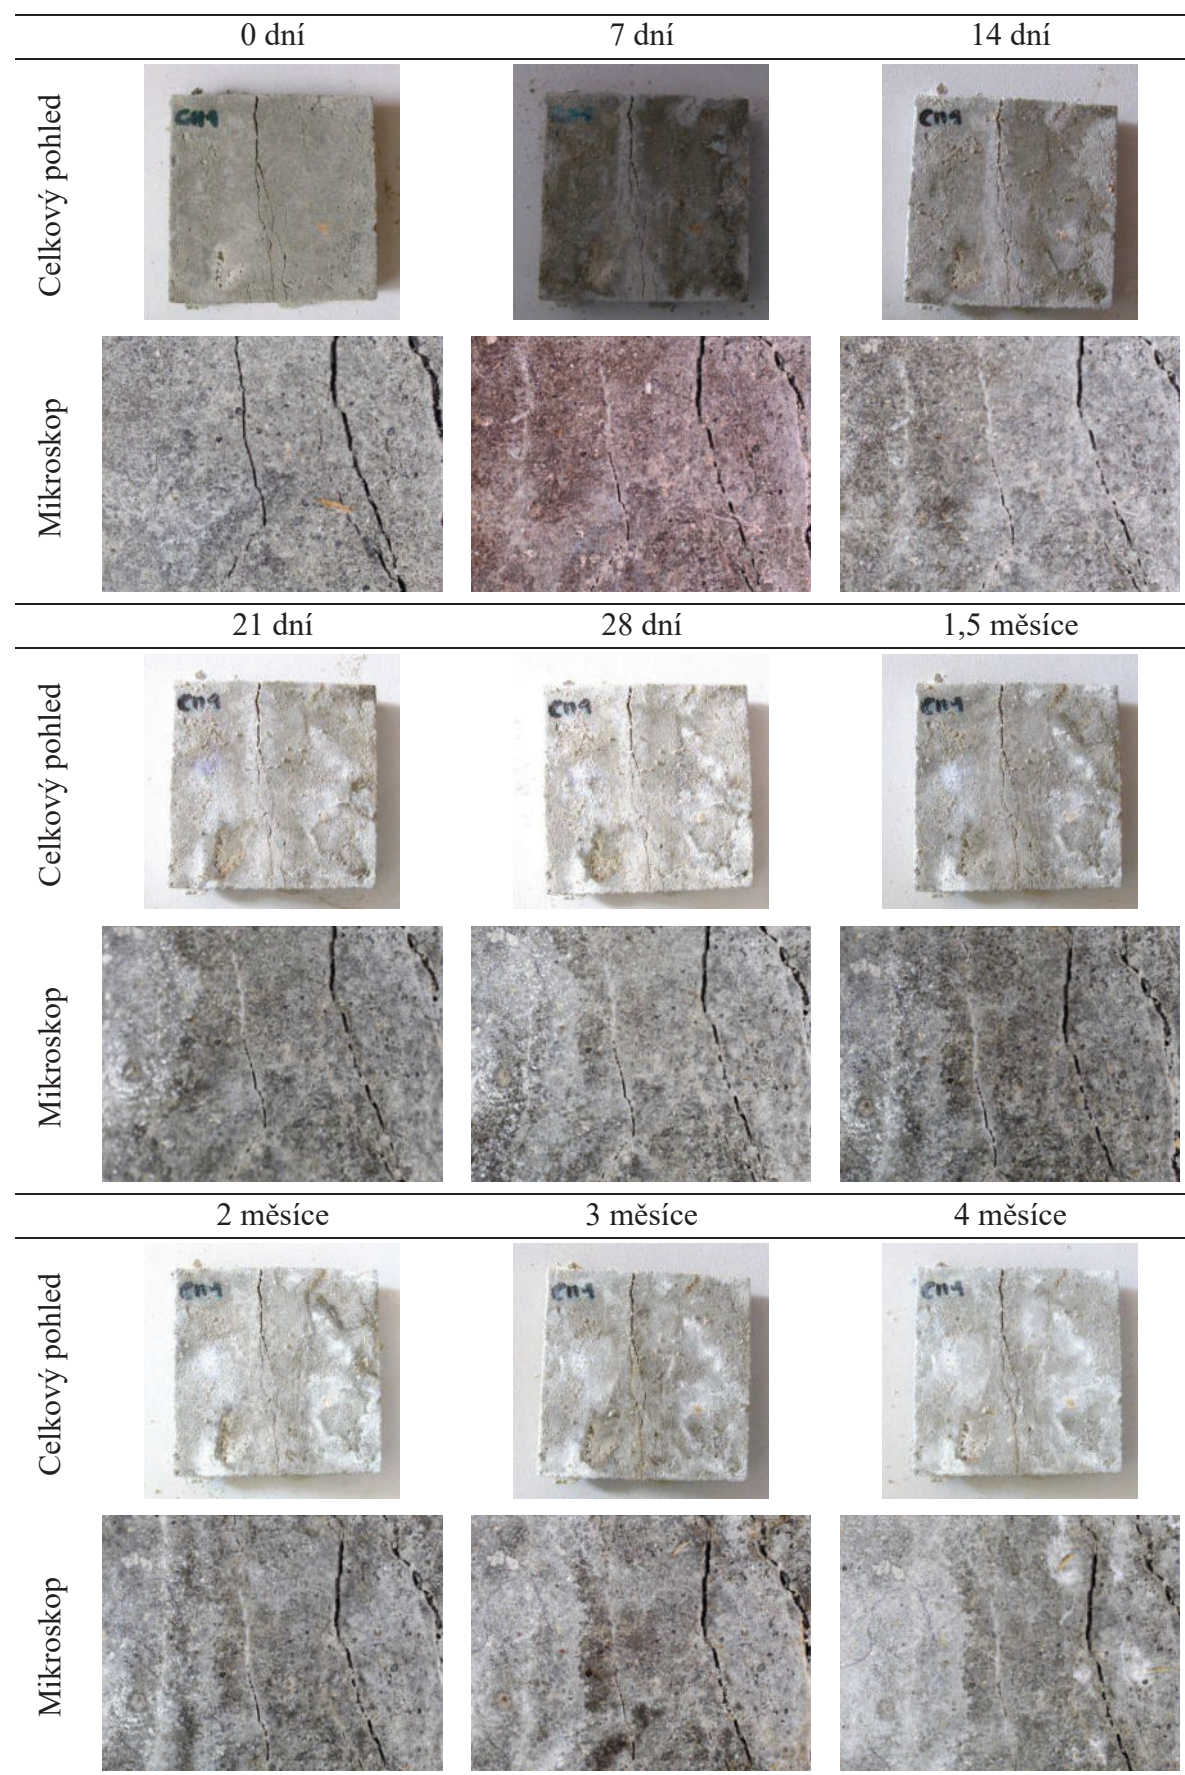 0 dní 7 dní 14 dní
Celkový pohled
Mikroskop
21 dní 28 dní 1,5 měsíce
Celkový pohled
Mikroskop
2 měsíce 3 měsíce 4 měsíce
Celkový pohled
Mikroskop